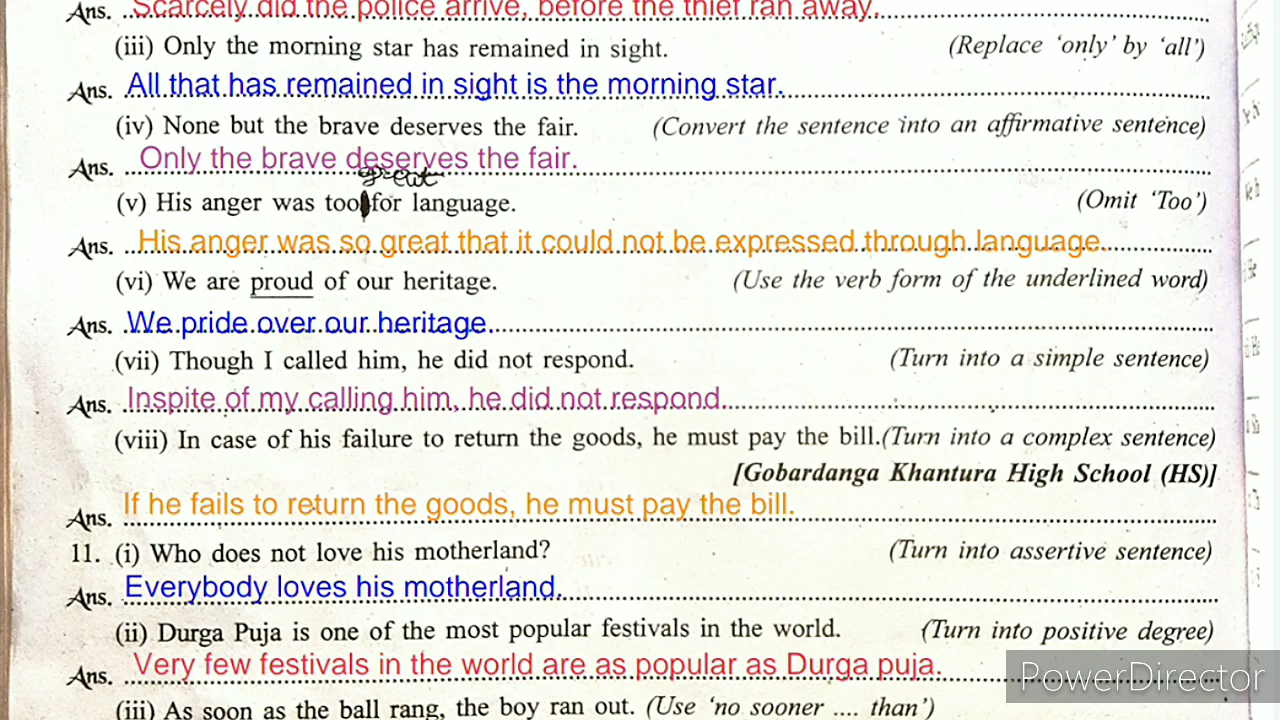 Ans. Scarcely did the police arrive, before the thief ran away.
(iii) Only the morning star has remained in sight. (Replace ‘only’ by ‘all’)
Ans. All that has remained in sight is the morning star.
(iv) None but the brave deserves the fair. (Convert the sentence into an affirmative sentence)
Ans. Only the brave deserves the fair.
great
(v) His anger was too for language. (Omit ‘Too’)
Ans. His anger was so great that it could not be expressed through language.
(vi) We are proud of our heritage. (Use the verb form of the underlined word)
Ans. We pride over our heritage.
(vii) Though I called him, he did not respond. (Turn into a simple sentence)
Ans. Inspite of my calling him, he did not respond.
(viii) In case of his failure to return the goods, he must pay the bill.(Turn into a complex sentence)
[Gobardanga Khantura High School (HS)]
Ans. If he fails to return the goods, he must pay the bill.
11. (i) Who does not love his motherland? (Turn into assertive sentence)
Ans. Everybody loves his motherland.
(ii) Durga Puja is one of the most popular festivals in the world. (Turn into positive degree)
Ans. Very few festivals in the world are as popular as Durga puja.
PowerDirector
(iii) As soon as the ball rang, the boy ran out. (Use ‘no sooner .... than’)